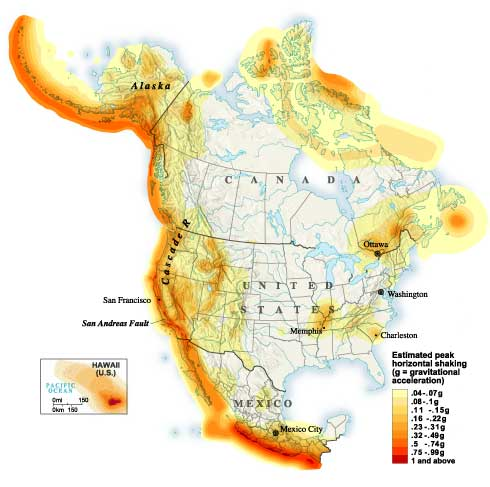 Alaska
CANADA
Cascade R
Ottawa
UNITED
STATES
San Francisco
Washington
San Andreas Fault
Memphis
Charleston
HAWAII
(U.S.)
PACIFIC
OCEAN
0mi 150
0km 150
MEXICO
Mexico City
Estimated peak
horizontal shaking
(g = gravitational
acceleration)
.04-.07g
.08-.1g
.11 -.15g
.16 -.22g
.23-.31g
.32-.49g
.5 -.74g
.75-.99g
1 and above